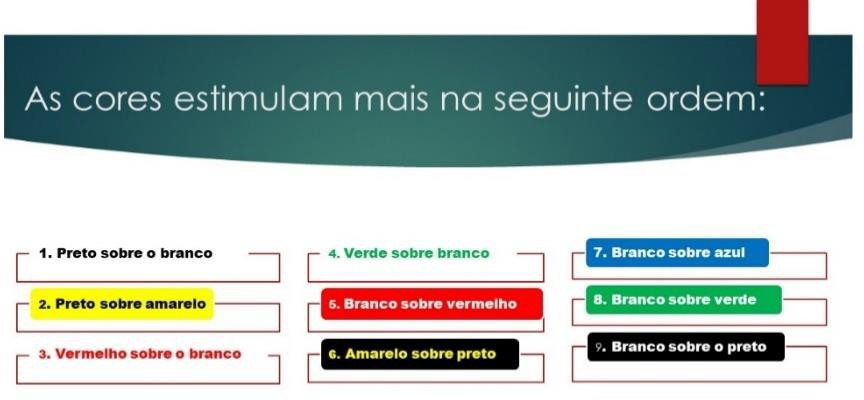 As cores estimulam mais na seguinte ordem:
1. Preto sobre o branco
2. Preto sobre amarelo
3. Vermelho sobre o branco
4. Verde sobre branco
5. Branco sobre vermelho
6. Amarelo sobre preto
7. Branco sobre azul
8. Branco sobre verde
9. Branco sobre o preto